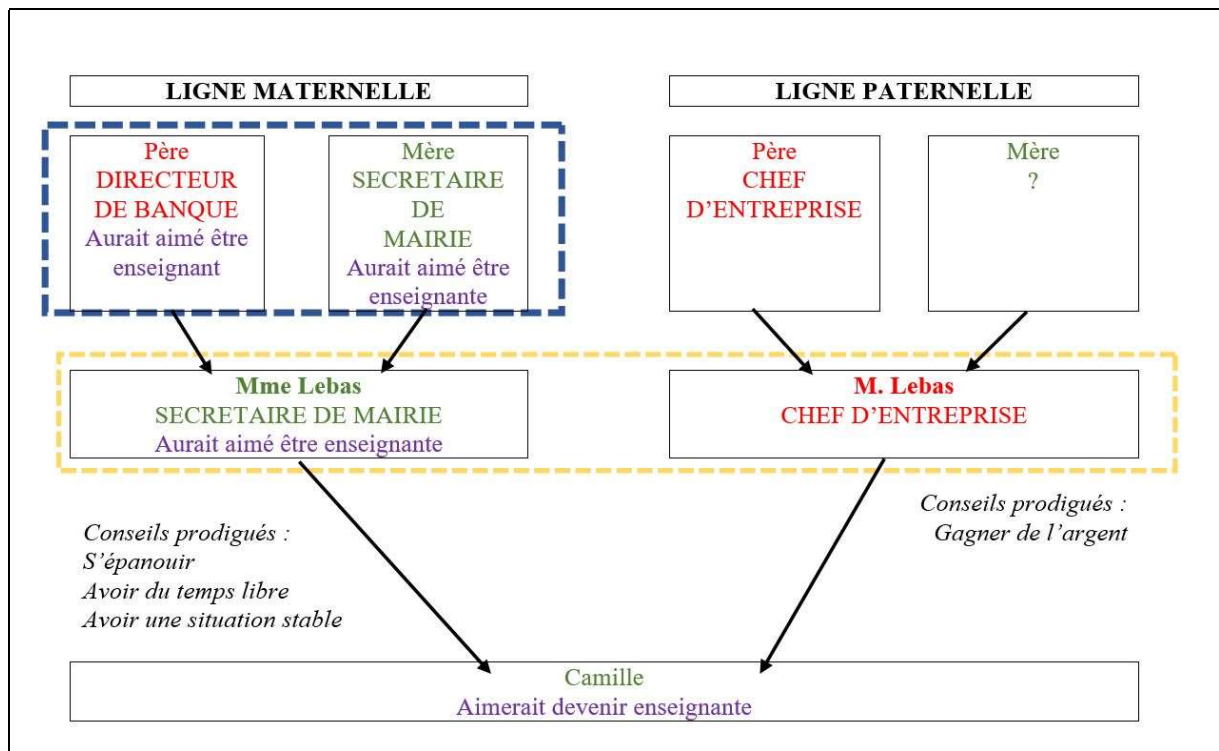 LIGNE MATERNELLE
LIGNE PATERNELLE
Père
DIRECTEUR
DE BANQUE
Aurait aimé être
enseignant
Mère
SECRETAIRE
DE
MAIRIE
Aurait aimé être
enseignante
Père
CHEF
D’ENTREPRISE
Mère
?
Mme Lebas
SECRETAIRE DE MAIRIE
Aurait aimé être enseignante
M. Lebas
CHEF D’ENTREPRISE
Conseils prodigués :
S’épanouir
Avoir du temps libre
Avoir une situation stable
Conseils prodigués :
Gagner de l’argent
Camille
Aimerait devenir enseignante